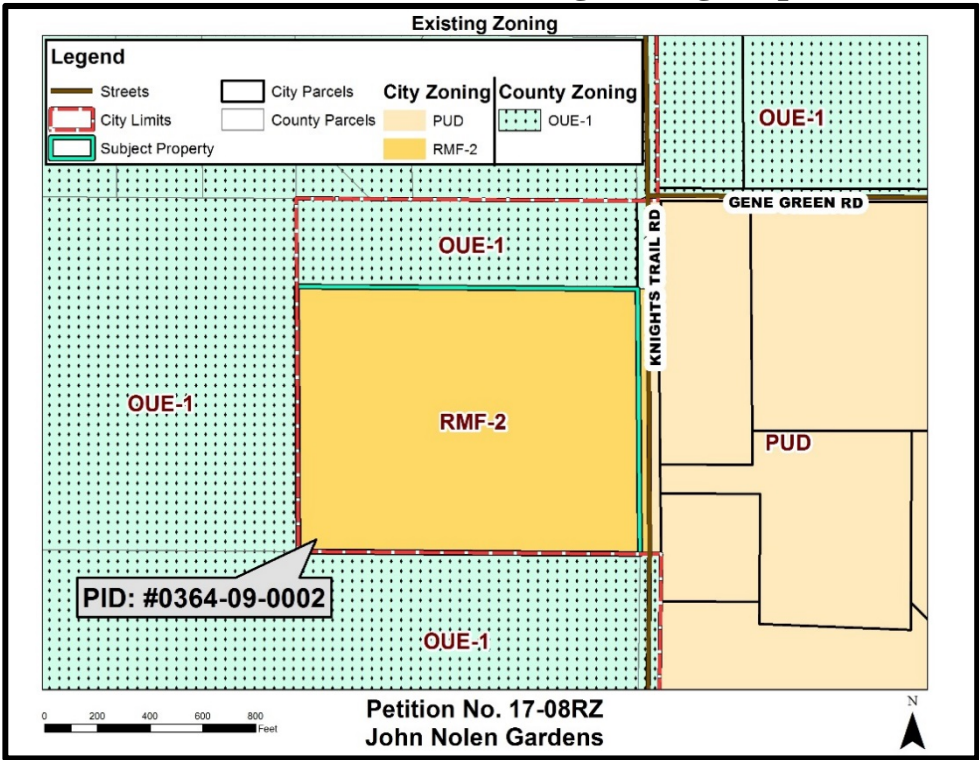 Existing Zoning
Legend
Streets
City Limits
Subject Property
City Parcels
County Parcels
City Zoning
PUD
RMF-2
County Zoning
OUE-1
OUE-1
GENE GREEN RD
KNIGHTS TRAIL RD
OUE-1
OUE-1
RMF-2
PUD
PID: #0364-09-0002
OUE-1
0 200 400 600 800
Feet
Petition No. 17-08RZ
John Nolen Gardens
N